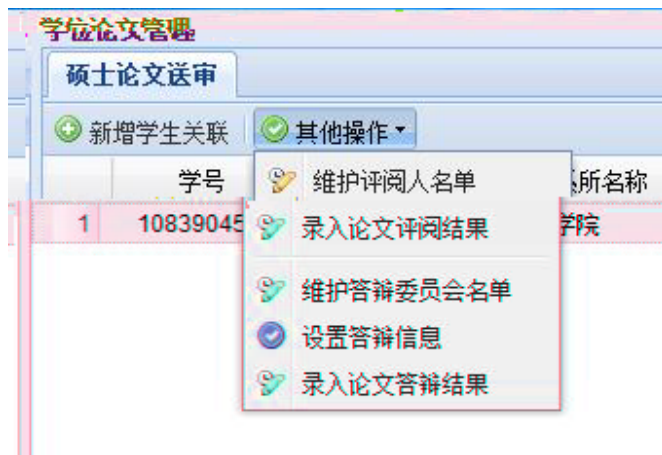 学位论文管理
硕士论文送审
新增学生关联 其他操作
学号 所名称
维护评阅人名单
1 10839045 学院
录入论文评阅结果
维护答辩委员会名单
设置答辩信息
录入论文答辩结果